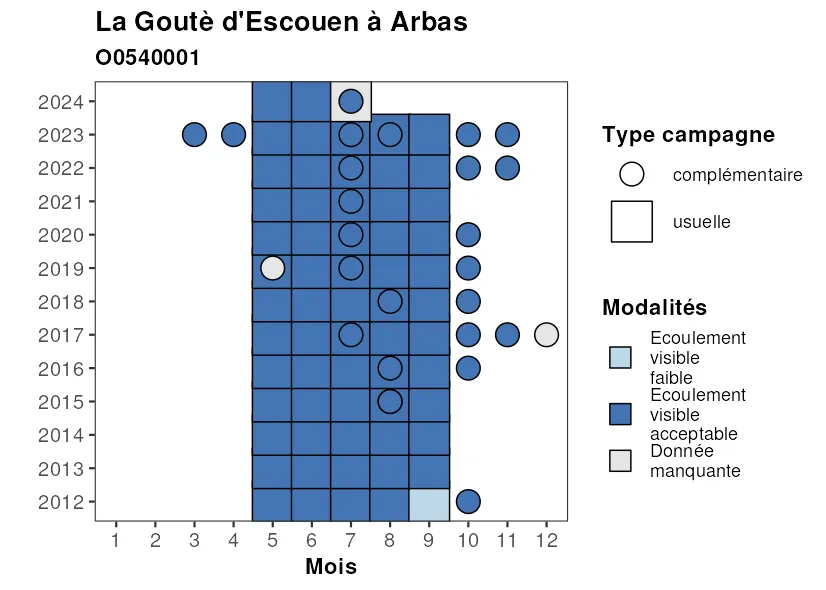 La Goutè d'Escouen à Arbas
O0540001
2024
2023
2022
2021
2020
2019
2018
2017
2016
2015
2014
2013
2012
1 2 3 4 5 6 7 8 9 10 11 12
Mois
Type campagne
complémentaire
usuelle
Modalités
Ecoulement
visible
faible
Ecoulement
visible
acceptable
Donnée
manquante